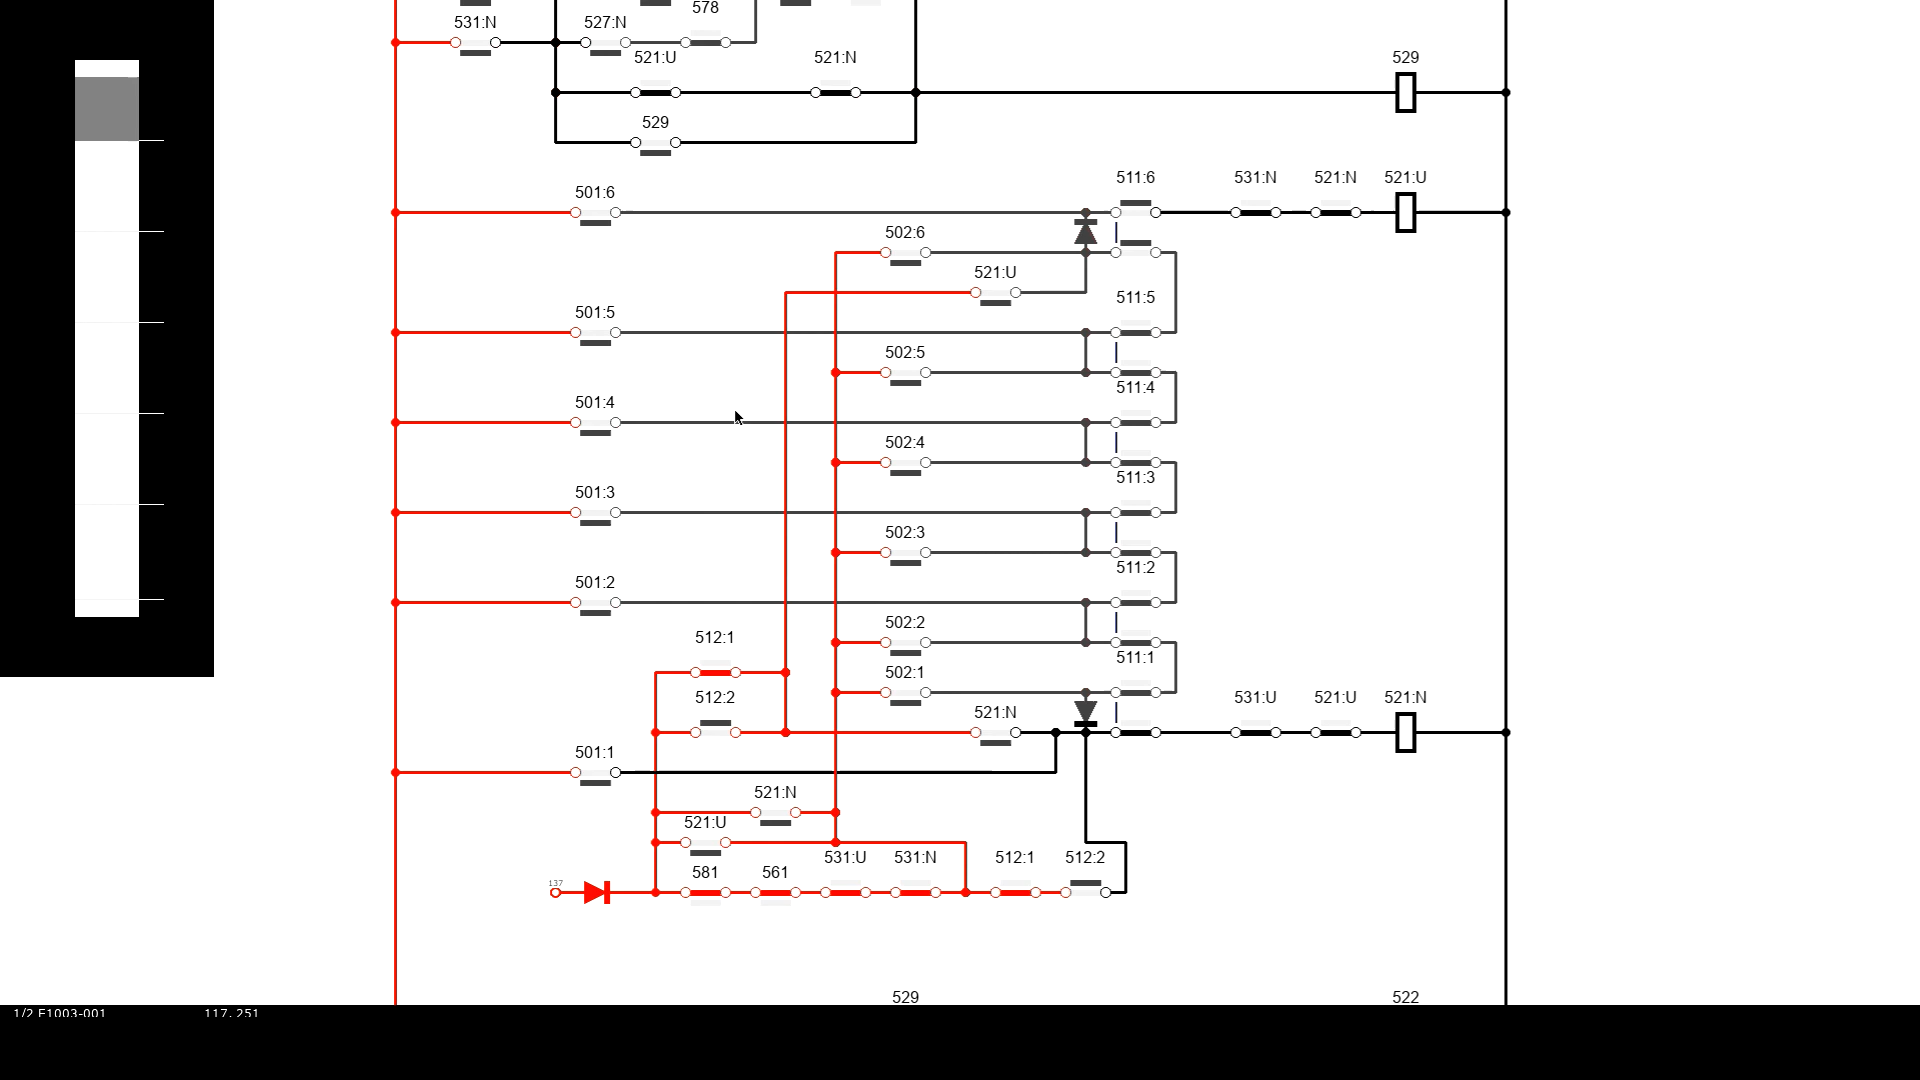 578
531:N 527:N
521:U 521:N 529
529
511:6 531:N 521:N 521:U
501:6
502:6
521:U
511:5
501:5
502:5
511:4
501:4
502:4
511:3
501:3
502:3
511:2
501:2
502:2
512:1
511:1
502:1
512:2 531:U 521:U 521:N
521:N
501:1
521:N
521:U
531:U 531:N 512:1 512:2
581 561
137
529 522
1/2 F1003-001 117, 251